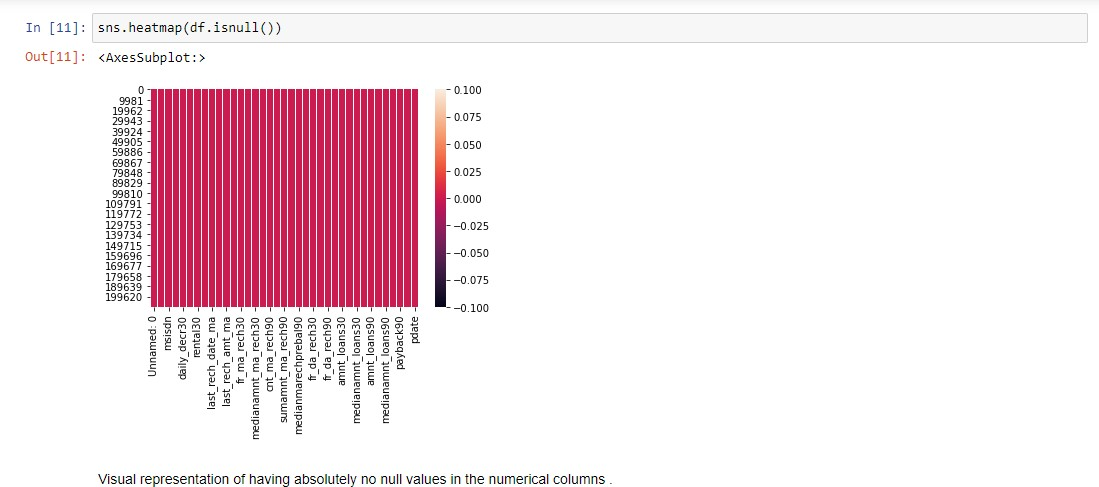 In [11]: sns.heatmap(df.isnull())
Out[11]: <AxesSubplot:>
0
9981
19962
29943
39924
49905
59886
69867
79848
89829
99810
109791
119772
129753
139734
149715
159696
169677
179658
189639
199620
0.100
0.075
0.050
0.025
0.000
−0.025
−0.050
−0.075
−0.100
Unnamed: 0
msisdn
daily_decr30
rental30
last_rech_date_ma
last_rech_amt_ma
fr_ma_rech30
medianamnt_ma_rech30
cnt_ma_rech90
sumamnt_ma_rech90
medianmarechprebal90
fr_da_rech30
fr_da_rech90
amnt_loans30
medianamnt_loans30
amnt_loans90
medianamnt_loans90
payback90
pdate
Visual representation of having absolutely no null values in the numerical columns .